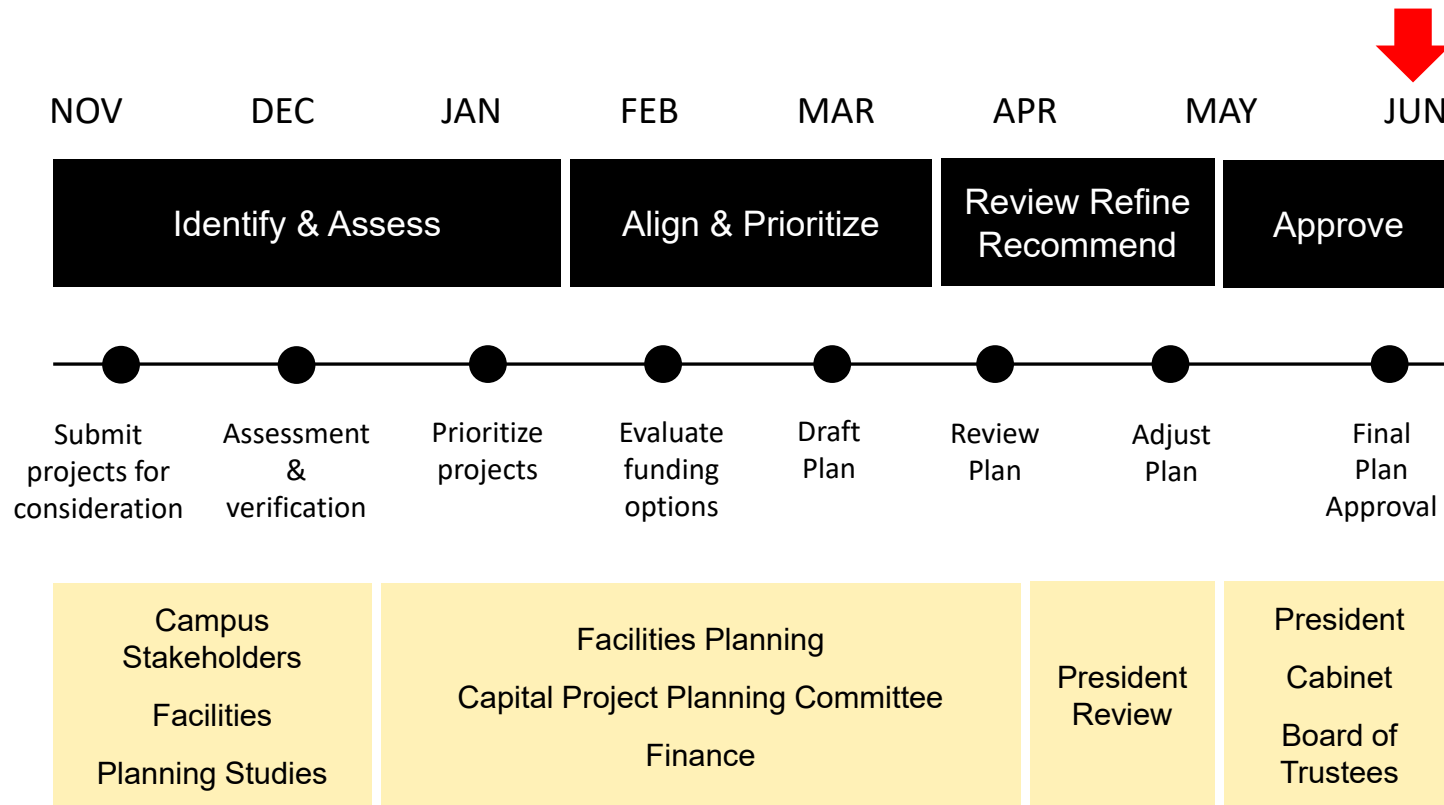 NOV DEC JAN FEB MAR APR MAY JUN
Identify & Assess
Align & Prioritize
Review Refine
Recommend
Approve
Submit
projects for
consideration
Assessment
&
verification
Prioritize
projects
Evaluate
funding
options
Draft
Plan
Review
Plan
Adjust
Plan
Final
Plan
Approval
Campus
Stakeholders
Facilities
Planning Studies
Facilities Planning
Capital Project Planning Committee
Finance
President
Review
President
Cabinet
Board of
Trustees